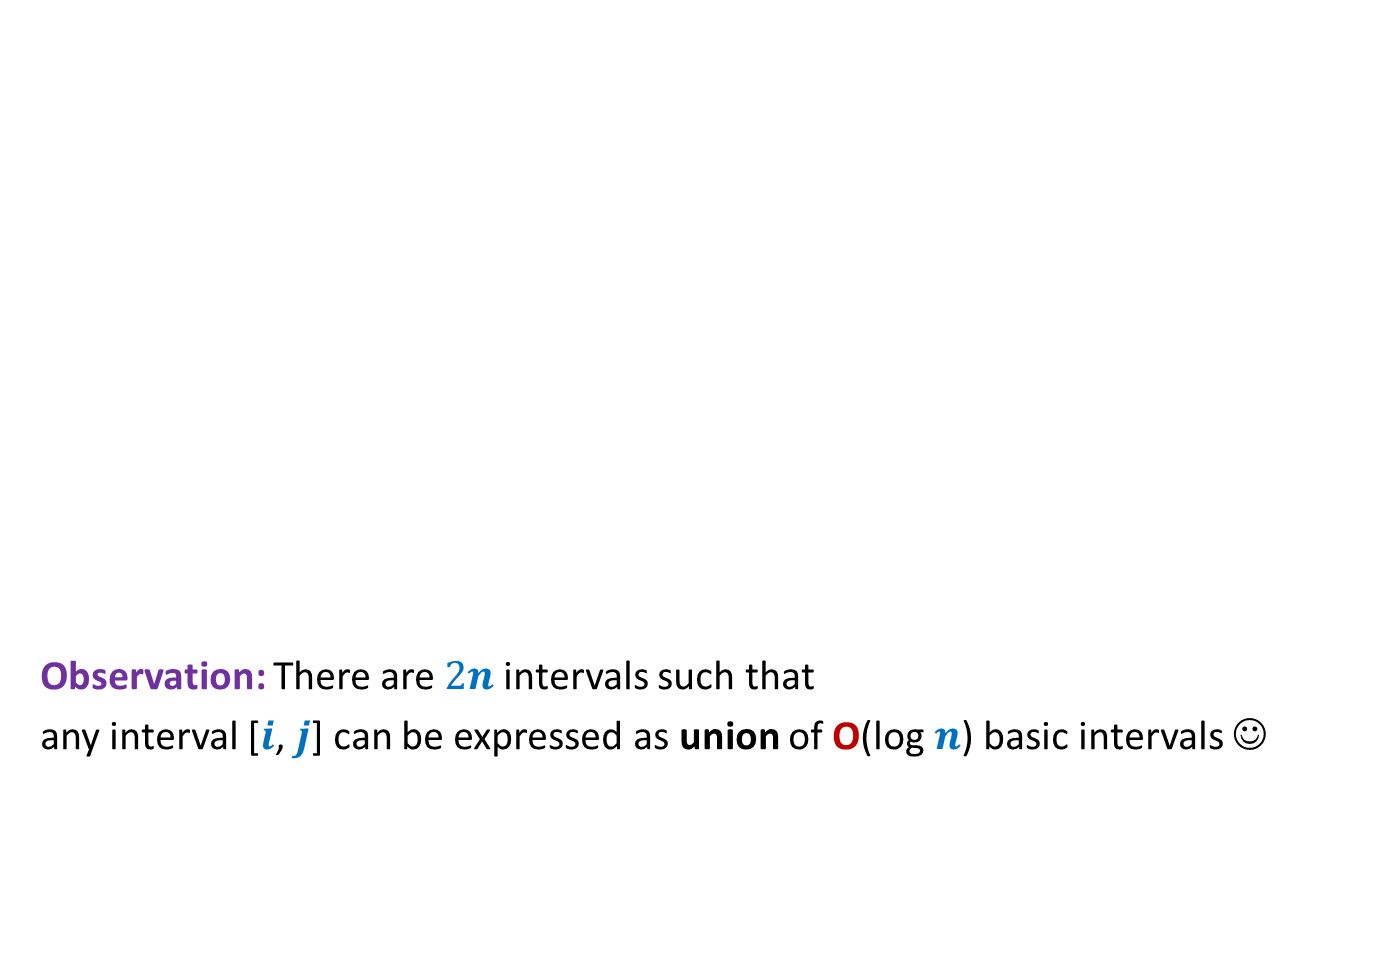 Observation: There are 2n intervals such that
any interval [i, j] can be expressed as union of O(log n) basic intervals ☺